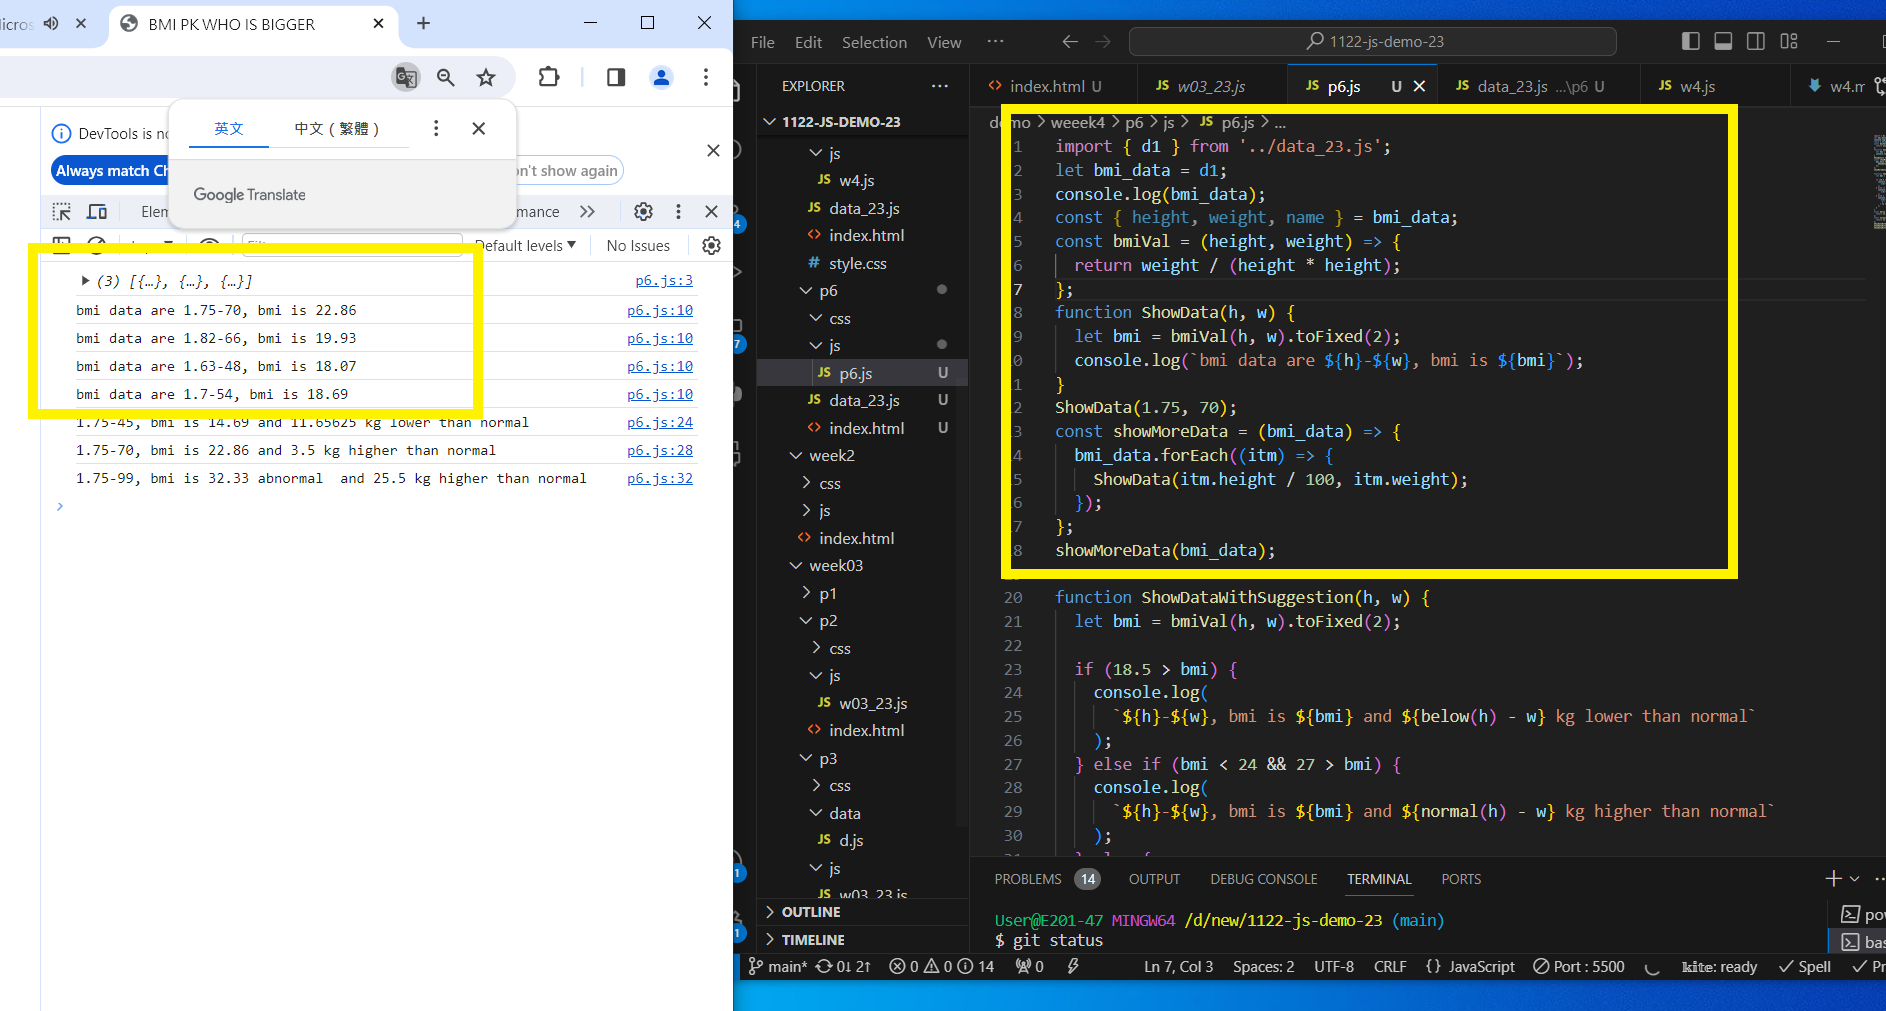 BMI PK WHO IS BIGGER
英文
中文（繁體）
Google Translate
DevTools is
Always match
n't show again
mance
Default levels
No Issues
(3) [{…}, {…}, {…}]
p6.js:3
bmi data are 1.75-70, bmi is 22.86
p6.js:10
bmi data are 1.82-66, bmi is 19.93
p6.js:10
bmi data are 1.63-48, bmi is 18.07
p6.js:10
bmi data are 1.7-54, bmi is 18.69
p6.js:10
1.75-45, bmi is 14.69 and 11.65625 kg lower than normal
p6.js:24
1.75-70, bmi is 22.86 and 3.5 kg higher than normal
p6.js:28
1.75-99, bmi is 32.33 abnormal  and 25.5 kg higher than normal
p6.js:32
File Edit Selection View ···
1122-js-demo-23
EXPLORER ···
1122-JS-DEMO-23
js
JS w4.js
JS data_23.js
<> index.html
# style.css
p6
css
js
JS p6.js U
JS data_23.js U
<> index.html U
week2
css
js
<> index.html
week03
p1
p2
css
js
JS w03_23.js
<> index.html
p3
css
data
JS d.js
js
JS w03_23.js
OUTLINE
TIMELINE
<> index.html U
JS w03_23.js
JS p6.js U
JS data_23.js ...\p6 U
JS w4.js
w4.m
demo > weeek4 > p6 > js > JS p6.js > ...
1 import { d1 } from '../data_23.js';
2 let bmi_data = d1;
3 console.log(bmi_data);
4 const { height, weight, name } = bmi_data;
5 const bmiVal = (height, weight) => {
6 return weight / (height * height);
7 };
8 function ShowData(h, w) {
9 let bmi = bmiVal(h, w).toFixed(2);
0 console.log(`bmi data are ${h}-${w}, bmi is ${bmi}`);
1 }
2 ShowData(1.75, 70);
3 const showMoreData = (bmi_data) => {
4 bmi_data.forEach((itm) => {
5 ShowData(itm.height / 100, itm.weight);
6 });
7 };
8 showMoreData(bmi_data);
20 function ShowDataWithSuggestion(h, w) {
21 let bmi = bmiVal(h, w).toFixed(2);
22
23 if (18.5 > bmi) {
24 console.log(
25 `${h}-${w}, bmi is ${bmi} and ${below(h) - w} kg lower than normal`
26 );
27 } else if (bmi < 24 && 27 > bmi) {
28 console.log(
29 `${h}-${w}, bmi is ${bmi} and ${normal(h) - w} kg higher than normal`
30 );
PROBLEMS 14 OUTPUT DEBUG CONSOLE TERMINAL PORTS
User@E201-47 MINGW64 /d/new/1122-js-demo-23 (main)
$ git status
main* 0↓ 2↑ 0 0 14 0
Ln 7, Col 3 Spaces: 2 UTF-8 CRLF {} JavaScript Port : 5500 kite: ready Spell